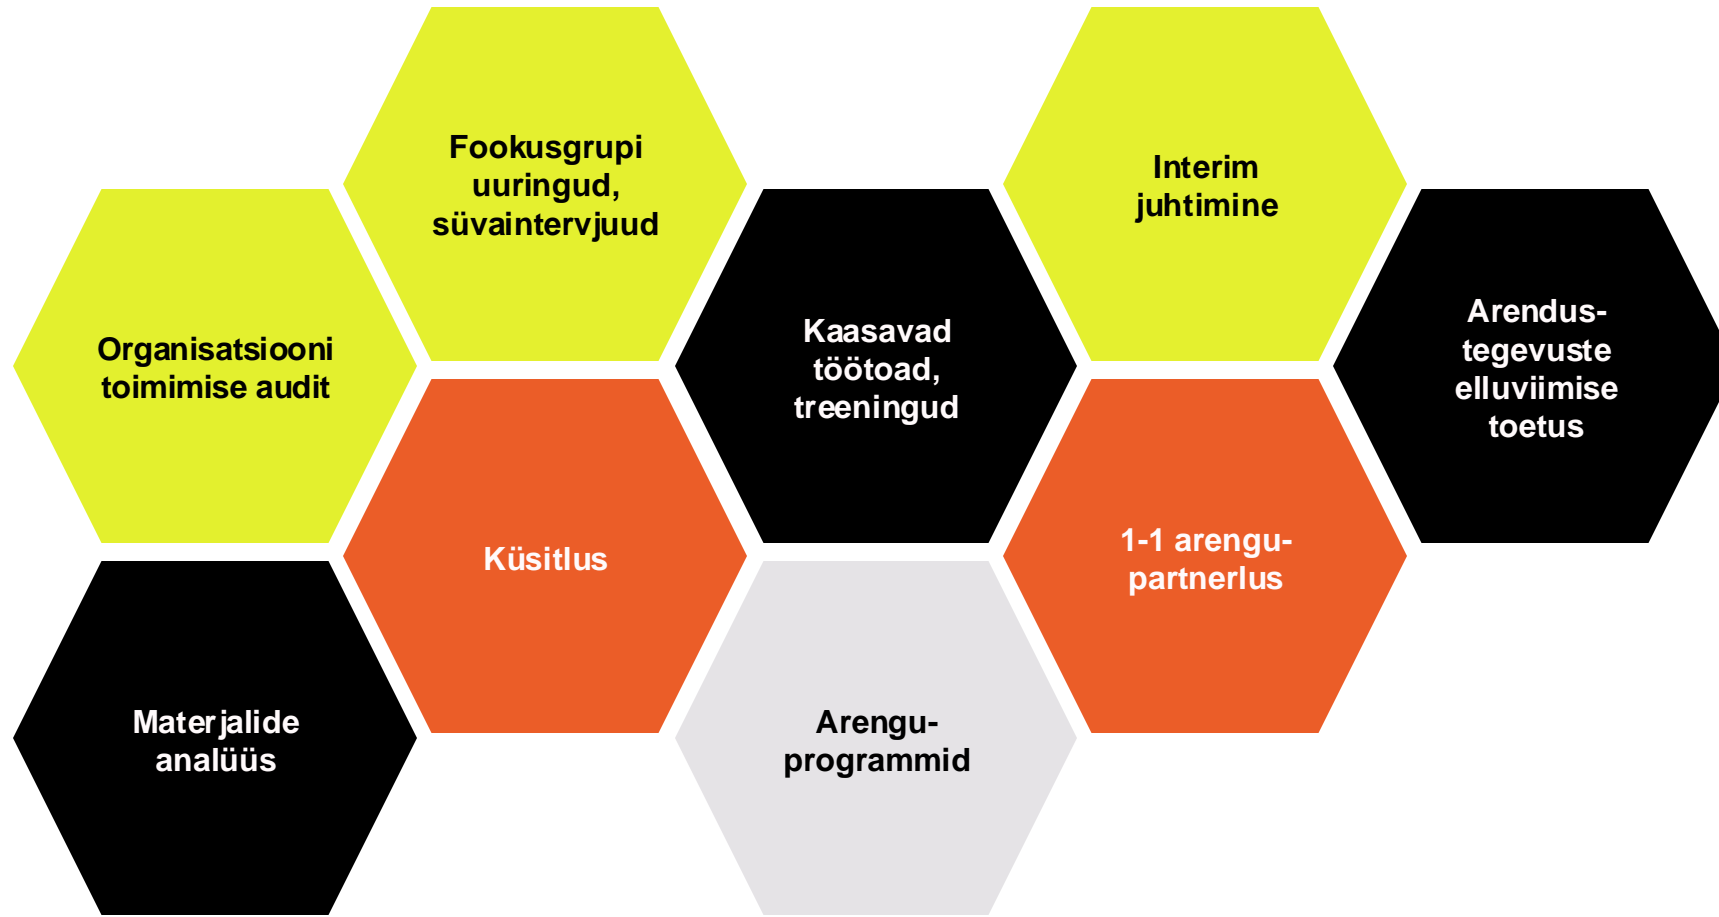 Organisatsiooni
toimimise audit
Materjalide
analüüs
Fookusgrupi
uuringud,
süvaintervjuud
Küsitlus
Kaasavad
töötoad,
treeningud
Arengu-
programmid
Interim
juhtimine
1-1 arengu-
partnerlus
Arendus-
tegevuste
elluviimise
toetus